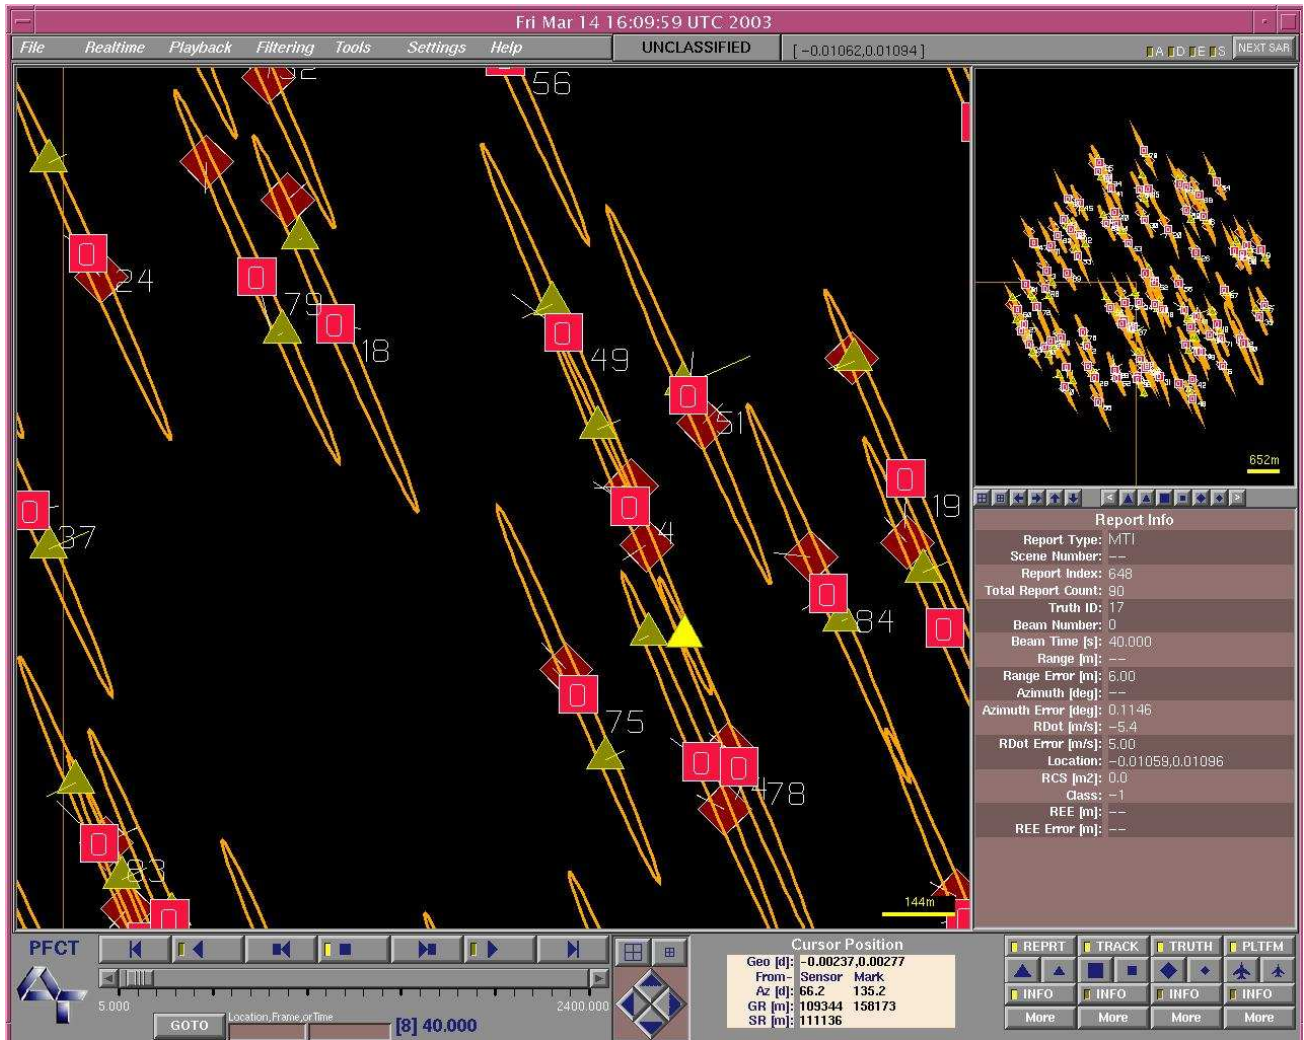 Fri Mar 14 16:09:59 UTC 2003
File Realtime Playback Filtering Tools Settings Help UNCLASSIFIED [ -0.01062,0.01094 ] A D E S NEXT SAR
52
56
24
79
18
49
51
19
37
4
84
75
74 78
83
144m
652m
Report Info
Report Type: MTI
Scene Number: --
Report Index: 648
Total Report Count: 90
Truth ID: 17
Beam Number: 0
Beam Time [s]: 40.000
Range [m]: --
Range Error [m]: 6.00
Azimuth [deg]: --
Azimuth Error [deg]: 0.1146
RDot [m/s]: -5.4
RDot Error [m/s]: 5.00
Location: -0.01059,0.01096
RCS [m2]: 0.0
Class: -1
REE [m]: --
REE Error [m]: --
PFCT
5.000 2400.000
GOTO Location, Frame, or Time [8] 40.000
Cursor Position
Geo [d]: -0.00237,0.00277
From- Sensor Mark
Az [d]: 66.2 135.2
GR [m]: 109344 158173
SR [m]: 111136
REPRT TRACK TRUTH PLTFM
INFO INFO INFO INFO
More More More More